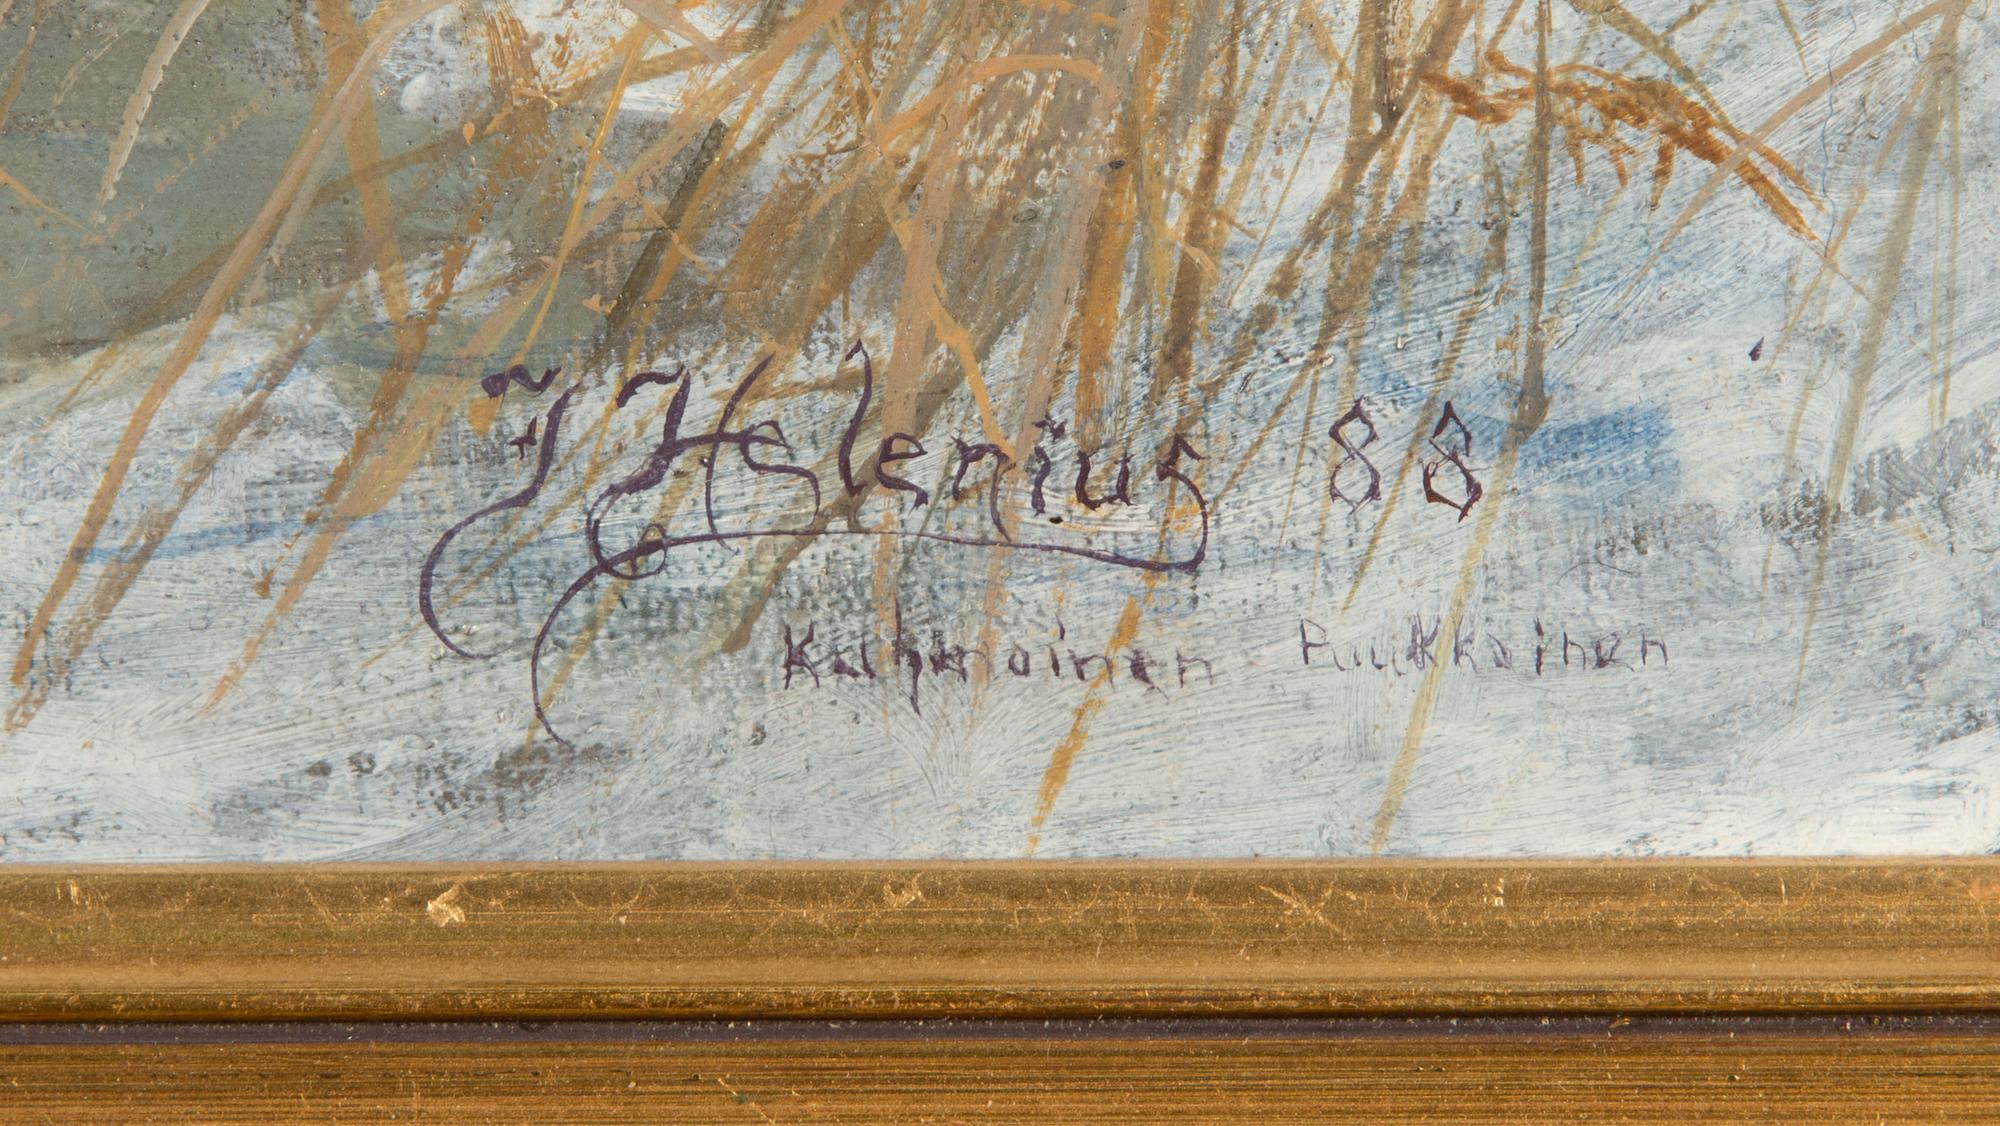 J Helenius 88
Kuhmoinen Puukkoinen